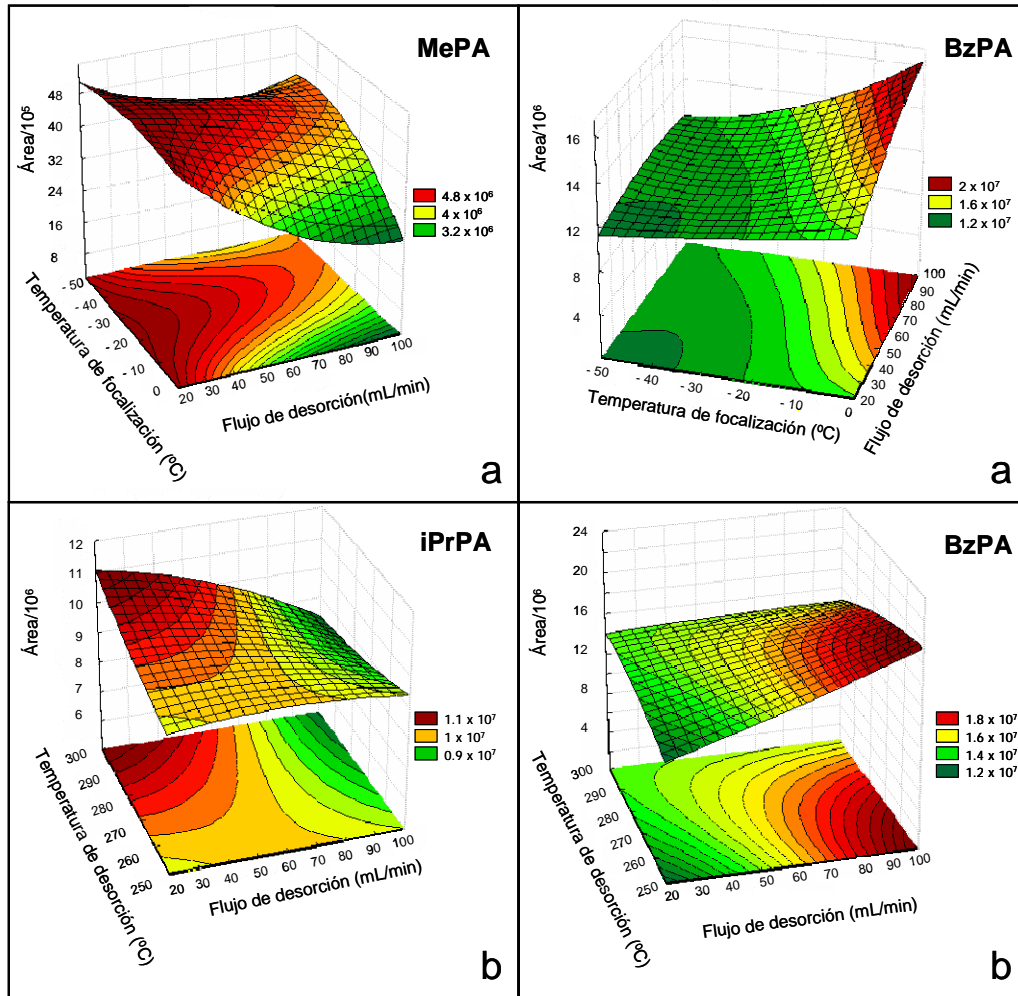 MePA
Área/10⁵
48
40
32
24
16
8
4.8 x 10⁶
4 x 10⁶
3.2 x 10⁶
- 50
- 40
- 30
- 20
- 10
0
Temperatura de focalización (ºC)
20 30 40 50 60 70 80 90 100
Flujo de desorción(mL/min)
a
BzPA
Área/10⁶
16
14
12
8
4
2 x 10⁷
1.6 x 10⁷
1.2 x 10⁷
- 50 - 40 - 30 - 20 - 10 0
Temperatura de focalización (ºC)
20 30 40 50 60 70 80 90 100
Flujo de desorción (mL/min)
a
iPrPA
Área/10⁶
12
11
10
9
8
7
6
1.1 x 10⁷
1 x 10⁷
0.9 x 10⁷
300
290
280
270
260
250
Temperatura de desorción (ºC)
20 30 40 50 60 70 80 90 100
Flujo de desorción (mL/min)
b
BzPA
Área/10⁶
24
20
16
12
8
4
1.8 x 10⁷
1.6 x 10⁷
1.4 x 10⁷
1.2 x 10⁷
300
290
280
270
260
250
Temperatura de desorción (ºC)
20 30 40 50 60 70 80 90 100
Flujo de desorción (mL/min)
b